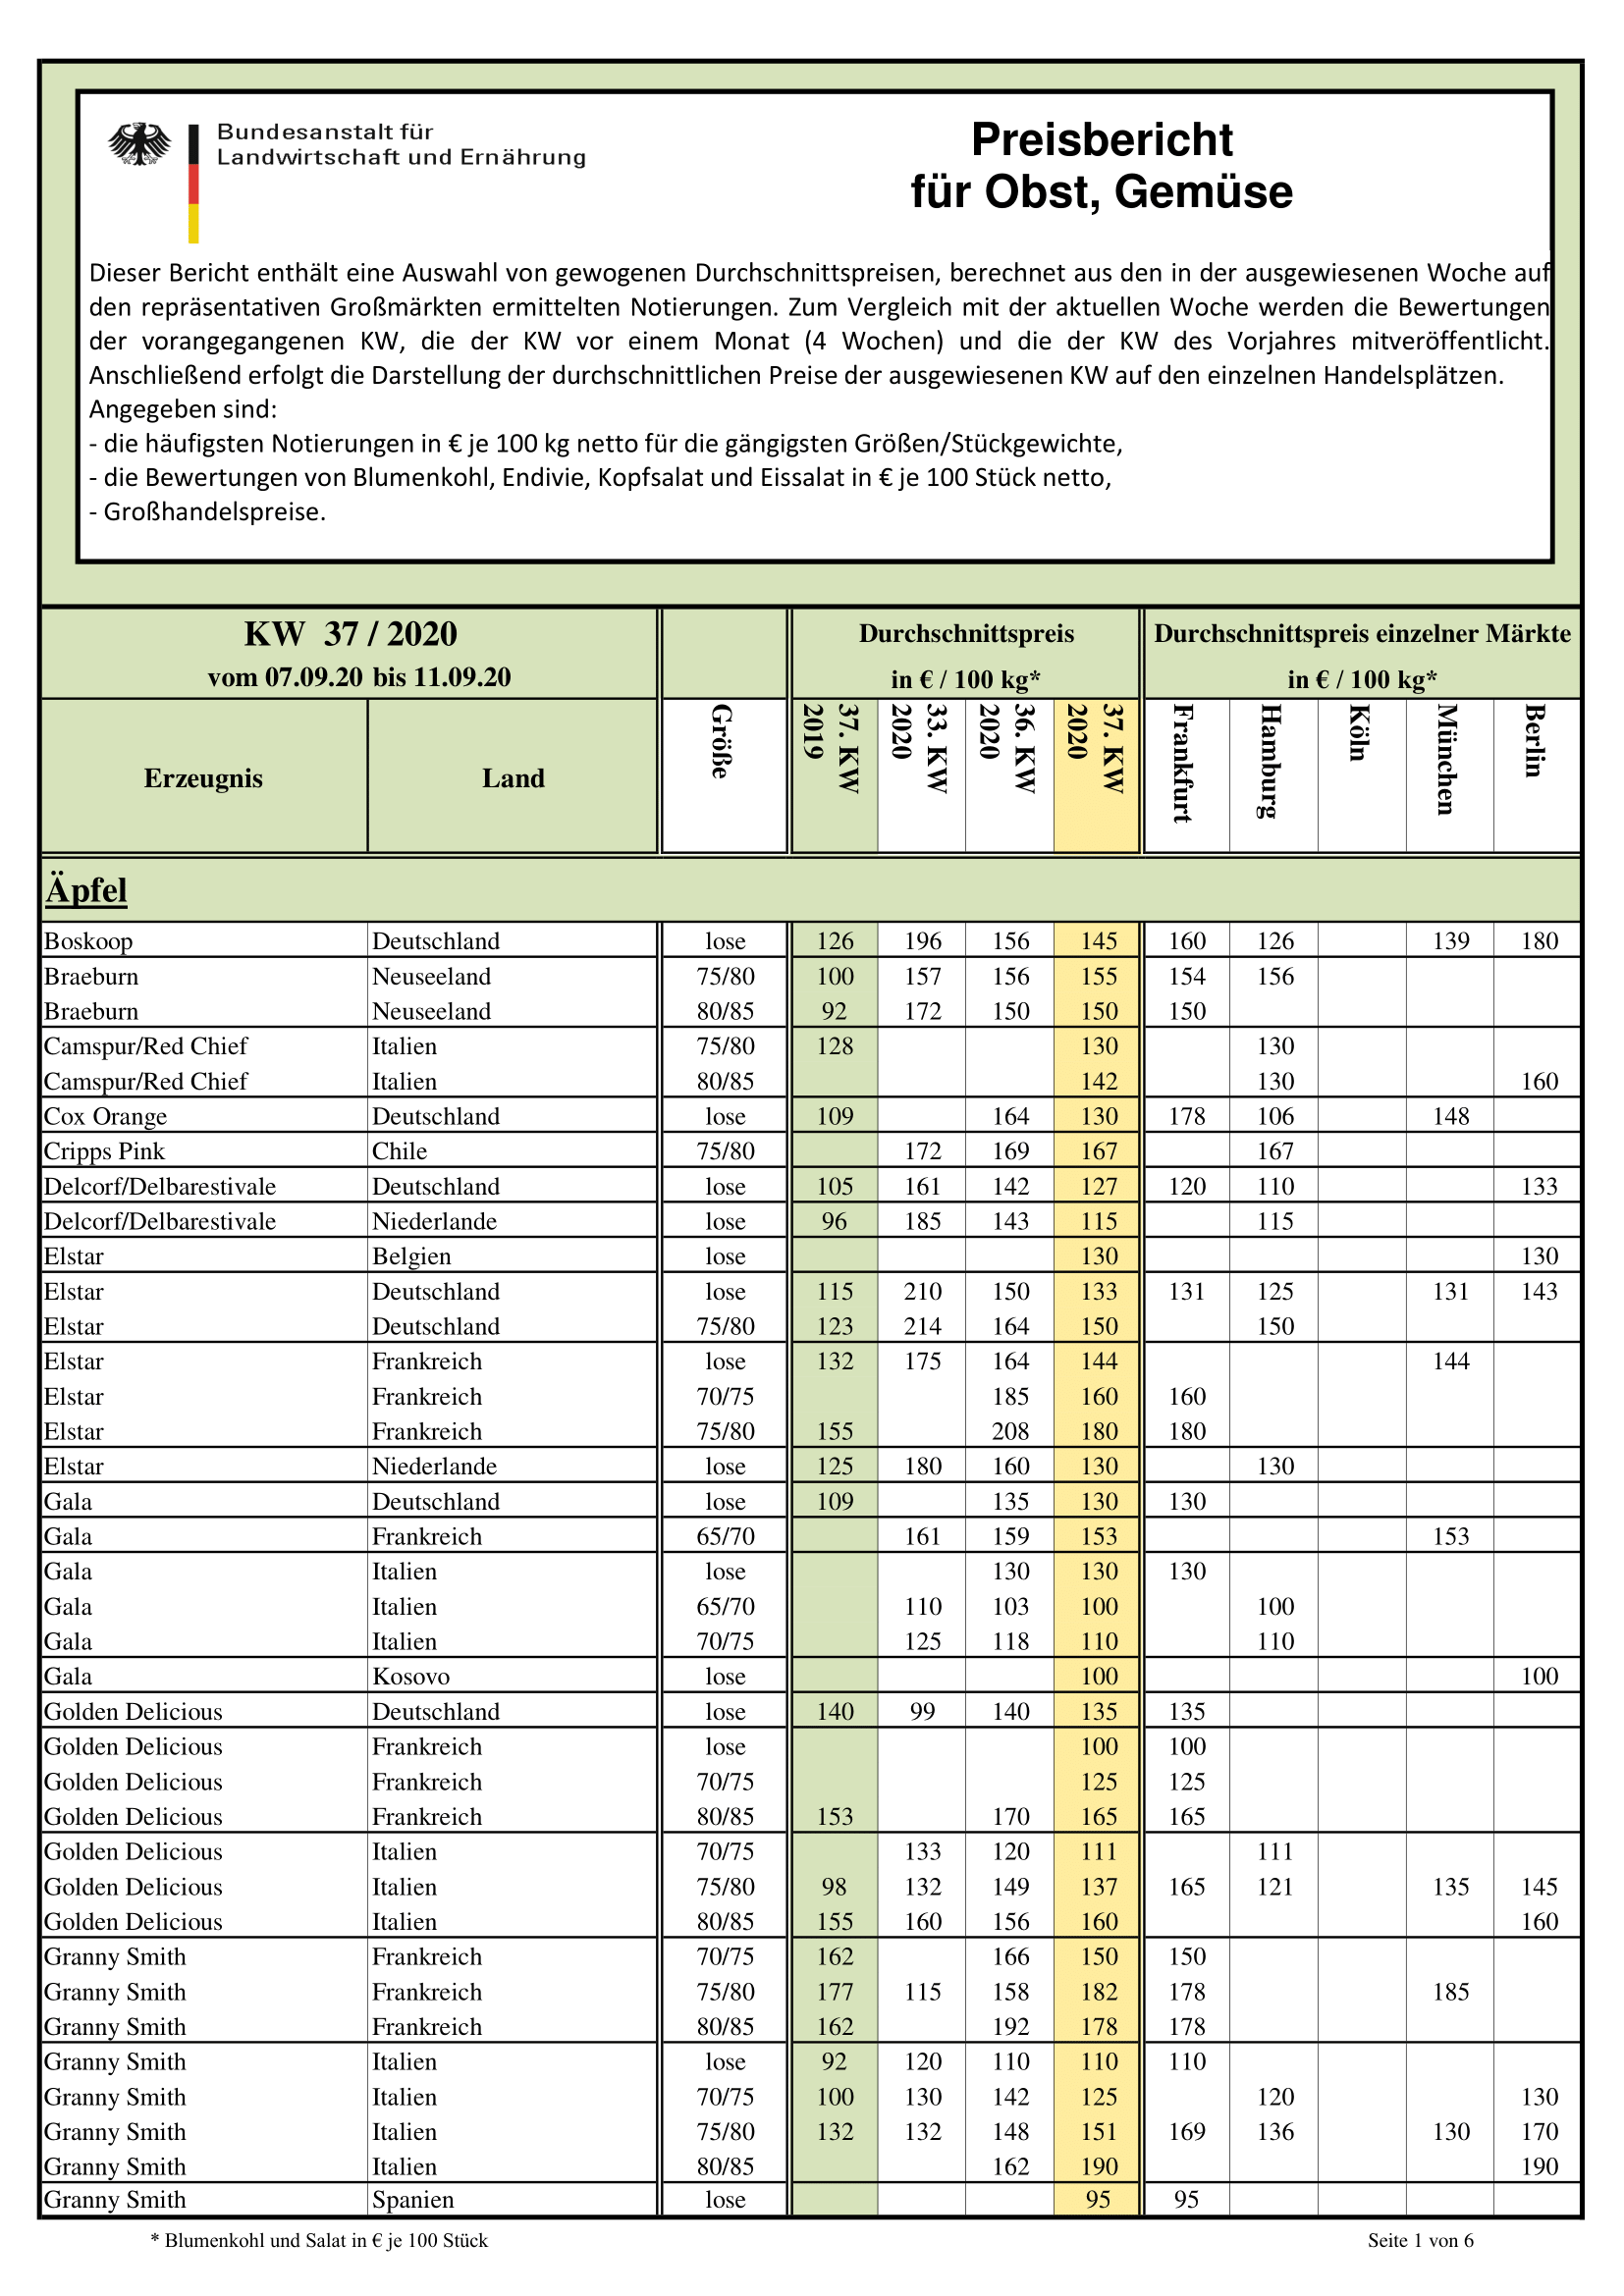 Bundesanstalt für
Landwirtschaft und Ernährung
Preisbericht
für Obst, Gemüse
Dieser Bericht enthält eine Auswahl von gewogenen Durchschnittspreisen, berechnet aus den in der ausgewiesenen Woche auf
den repräsentativen Großmärkten ermittelten Notierungen. Zum Vergleich mit der aktuellen Woche werden die Bewertungen
der vorangegangenen KW, die der KW vor einem Monat (4 Wochen) und die der KW des Vorjahres mitveröffentlicht.
Anschließend erfolgt die Darstellung der durchschnittlichen Preise der ausgewiesenen KW auf den einzelnen Handelsplätzen.
Angegeben sind:
- die häufigsten Notierungen in € je 100 kg netto für die gängigsten Größen/Stückgewichte,
- die Bewertungen von Blumenkohl, Endivie, Kopfsalat und Eissalat in € je 100 Stück netto,
- Großhandelspreise.
KW 37 / 2020 Durchschnittspreis Durchschnittspreis einzelner Märkte
vom 07.09.20 bis 11.09.20 in € / 100 kg* in € / 100 kg*
Erzeugnis Land Größe 37. KW 2019 33. KW 2020 36. KW 2020 37. KW 2020 Frankfurt Hamburg Köln München Berlin
Äpfel
Boskoop Deutschland lose 126 196 156 145 160 126 139 180
Braeburn Neuseeland 75/80 100 157 156 155 154 156
Braeburn Neuseeland 80/85 92 172 150 150 150
Camspur/Red Chief Italien 75/80 128 130 130
Camspur/Red Chief Italien 80/85 142 130 160
Cox Orange Deutschland lose 109 164 130 178 106 148
Cripps Pink Chile 75/80 172 169 167 167
Delcorf/Delbarestivale Deutschland lose 105 161 142 127 120 110 133
Delcorf/Delbarestivale Niederlande lose 96 185 143 115 115
Elstar Belgien lose 130 130
Elstar Deutschland lose 115 210 150 133 131 125 131 143
Elstar Deutschland 75/80 123 214 164 150 150
Elstar Frankreich lose 132 175 164 144 144
Elstar Frankreich 70/75 185 160 160
Elstar Frankreich 75/80 155 208 180 180
Elstar Niederlande lose 125 180 160 130 130
Gala Deutschland lose 109 135 130 130
Gala Frankreich 65/70 161 159 153 153
Gala Italien lose 130 130 130
Gala Italien 65/70 110 103 100 100
Gala Italien 70/75 125 118 110 110
Gala Kosovo lose 100 100
Golden Delicious Deutschland lose 140 99 140 135 135
Golden Delicious Frankreich lose 100 100
Golden Delicious Frankreich 70/75 125 125
Golden Delicious Frankreich 80/85 153 170 165 165
Golden Delicious Italien 70/75 133 120 111 111
Golden Delicious Italien 75/80 98 132 149 137 165 121 135 145
Golden Delicious Italien 80/85 155 160 156 160 160
Granny Smith Frankreich 70/75 162 166 150 150
Granny Smith Frankreich 75/80 177 115 158 182 178 185
Granny Smith Frankreich 80/85 162 192 178 178
Granny Smith Italien lose 92 120 110 110 110
Granny Smith Italien 70/75 100 130 142 125 120 130
Granny Smith Italien 75/80 132 132 148 151 169 136 130 170
Granny Smith Italien 80/85 162 190 190
Granny Smith Spanien lose 95 95
* Blumenkohl und Salat in € je 100 Stück Seite 1 von 6